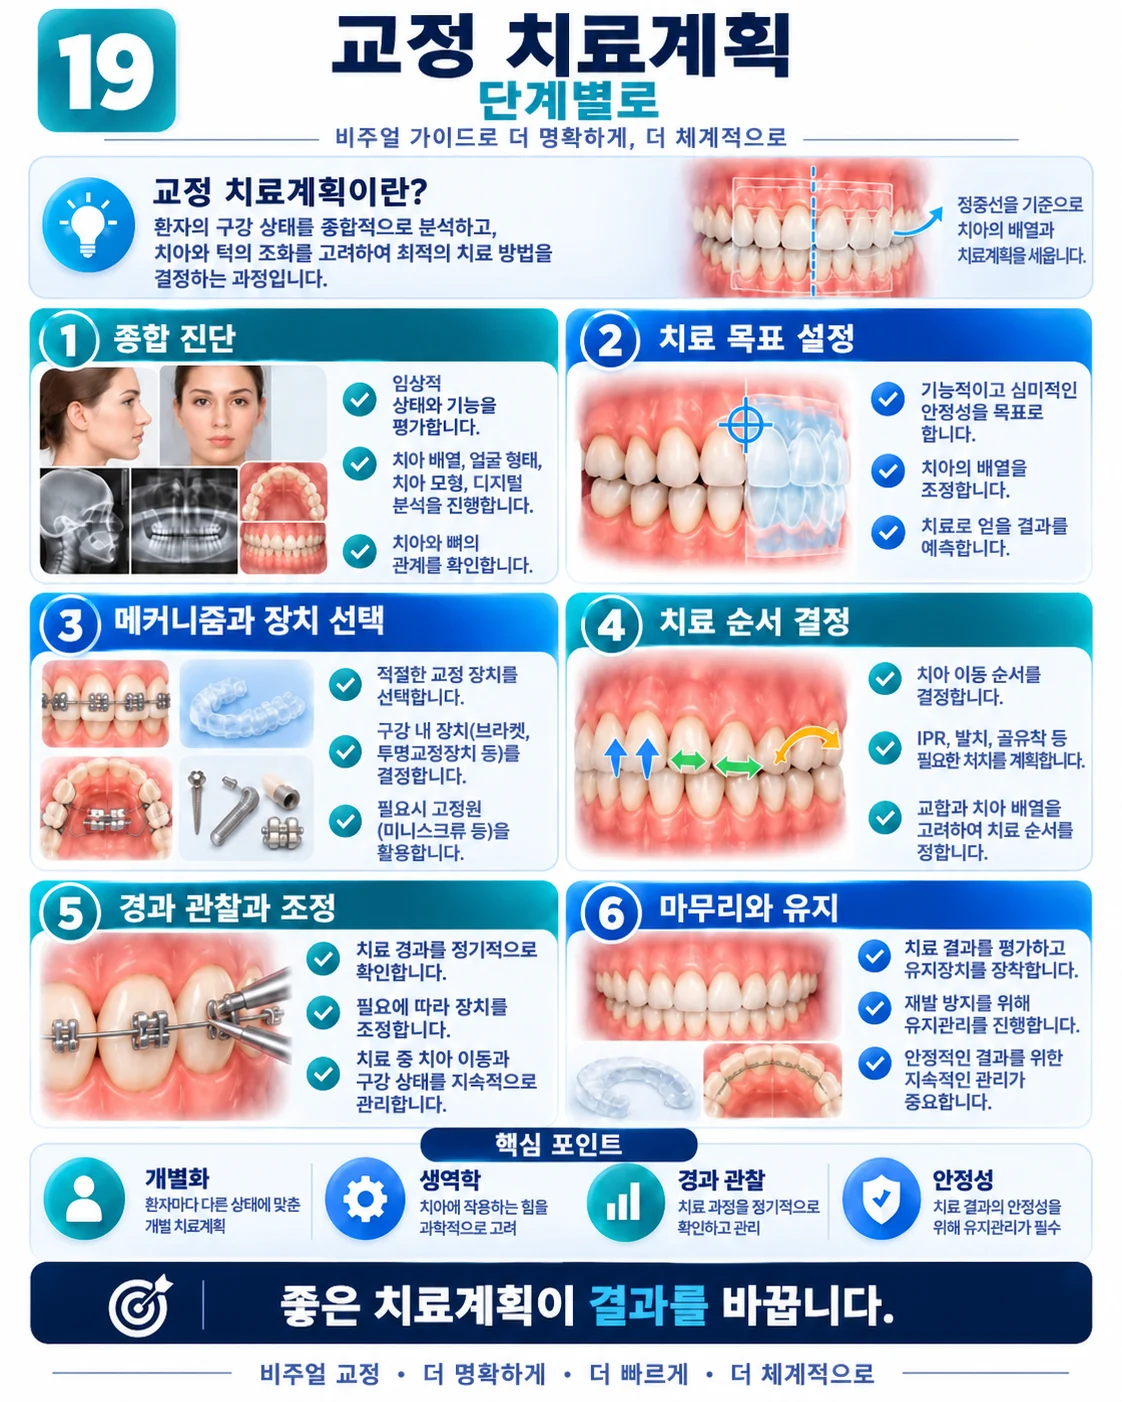 19
교정 치료계획
단계별로
비주얼 가이드로 더 명확하게, 더 체계적으로
교정 치료계획이란?
환자의 구강 상태를 종합적으로 분석하고,
치아와 턱의 조화를 고려하여 최적의 치료 방법을
결정하는 과정입니다.
정중선을 기준으로
치아의 배열과
치료계획을 세웁니다.
1 종합 진단
임상적
상태와 기능을
평가합니다.
치아 배열, 얼굴 형태,
치아 모형, 디지털
분석을 진행합니다.
치아와 뼈의
관계를 확인합니다.
2 치료 목표 설정
기능적이고 심미적인
안정성을 목표로
합니다.
치아의 배열을
조정합니다.
치료로 얻을 결과를
예측합니다.
3 메커니줌과 장치 선택
적절한 교정 장치를
선택합니다.
구강 내 장치(브라켓,
투명교정장치 등)를
결정합니다.
필요시 고정원
(미니스크류 등)을
활용합니다.
4 치료 순서 결정
치아 이동 순서를
결정합니다.
IPR, 발치, 골유착 등
필요한 처치를 계획합니다.
교합과 치아 배열을
고려하여 치료 순서를
정합니다.
5 경과 관찰과 조정
치료 경과를 정기적으로
확인합니다.
필요에 따라 장치를
조정합니다.
치료 중 치아 이동과
구강 상태를 지속적으로
관리합니다.
6 마무리와 유지
치료 결과를 평가하고
유지장치를 장착합니다.
재발 방지를 위해
유지관리를 진행합니다.
안정적인 결과를 위한
지속적인 관리가
중요합니다.
핵심 포인트
개별화
환자마다 다른 상태에 맞춘
개별 치료계획
생역학
치아에 작용하는 힘을
과학적으로 고려
경과 관찰
치료 과정을 정기적으로
확인하고 관리
안정성
치료 결과의 안정성을
위해 유지관리가 필수
좋은 치료계획이 결과를 바꿉니다.
비주얼 교정 • 더 명확하게 • 더 빠르게 • 더 체계적으로